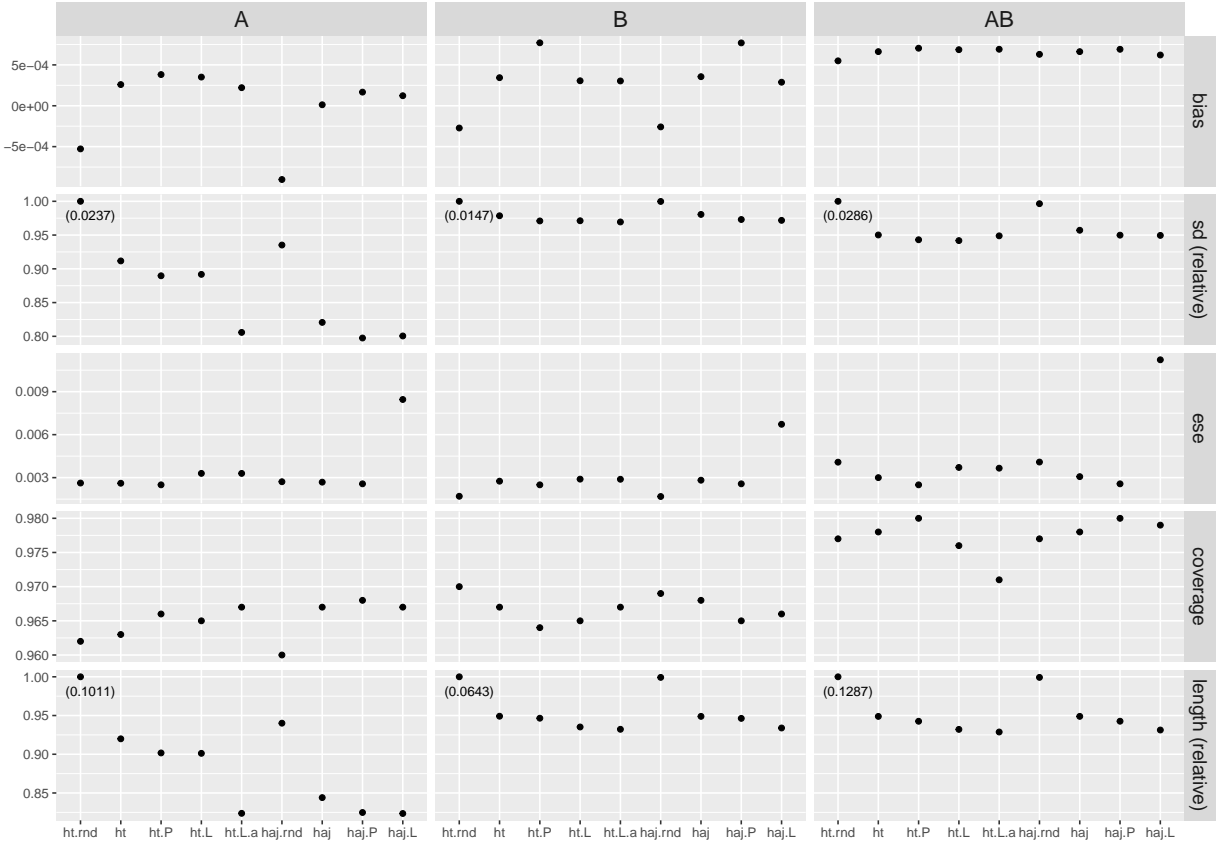 A B AB
5e−04
0e+00
−5e−04
bias
1.00
0.95
0.90
0.85
0.80
(0.0237) (0.0147) (0.0286)
sd (relative)
0.009
0.006
0.003
ese
0.980
0.975
0.970
0.965
0.960
coverage
1.00
0.95
0.90
0.85
(0.1011) (0.0643) (0.1287)
length (relative)
ht.rnd ht ht.P ht.L ht.L.a haj.rnd haj haj.P haj.L ht.rnd ht ht.P ht.L ht.L.a haj.rnd haj haj.P haj.L ht.rnd ht ht.P ht.L ht.L.a haj.rnd haj haj.P haj.L